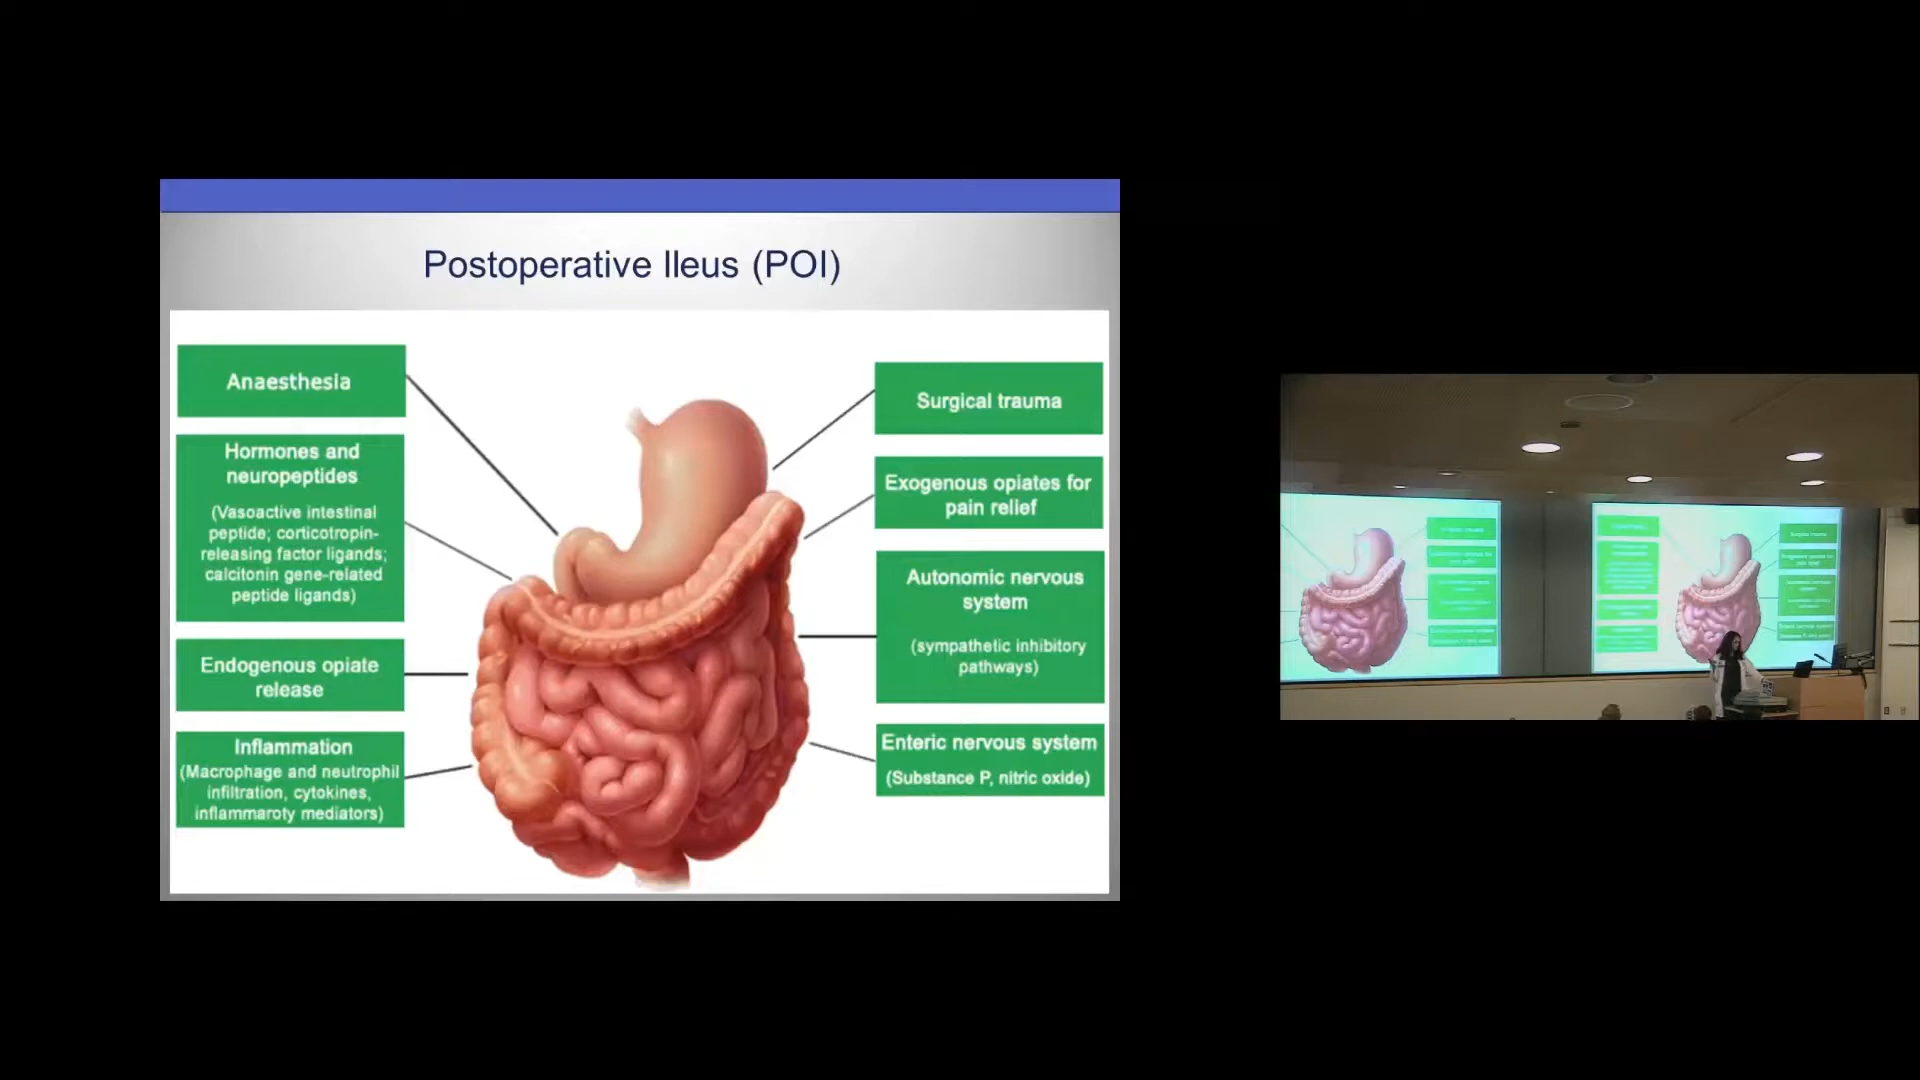 Postoperative Ileus (POI)
Anaesthesia
Hormones and
neuropeptides
(Vasoactive intestinal
peptide; corticotropin-
releasing factor ligands;
calcitonin gene-related
peptide ligands)
Endogenous opiate
release
Inflammation
(Macrophage and neutrophil
infiltration, cytokines,
inflammaroty mediators)
Surgical trauma
Exogenous opiates for
pain relief
Autonomic nervous
system
(sympathetic inhibitory
pathways)
Enteric nervous system
(Substance P, nitric oxide)